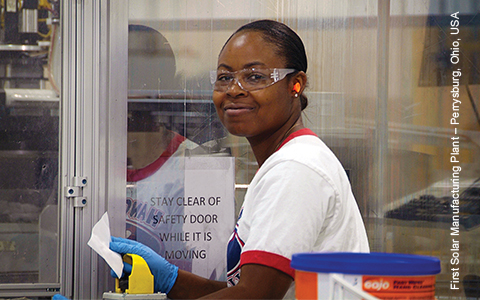 STAY CLEAR OF
SAFETY DOOR
WHILE IT IS
MOVING
GOJO
First Solar Manufacturing Plant – Perrysburg, Ohio, USA